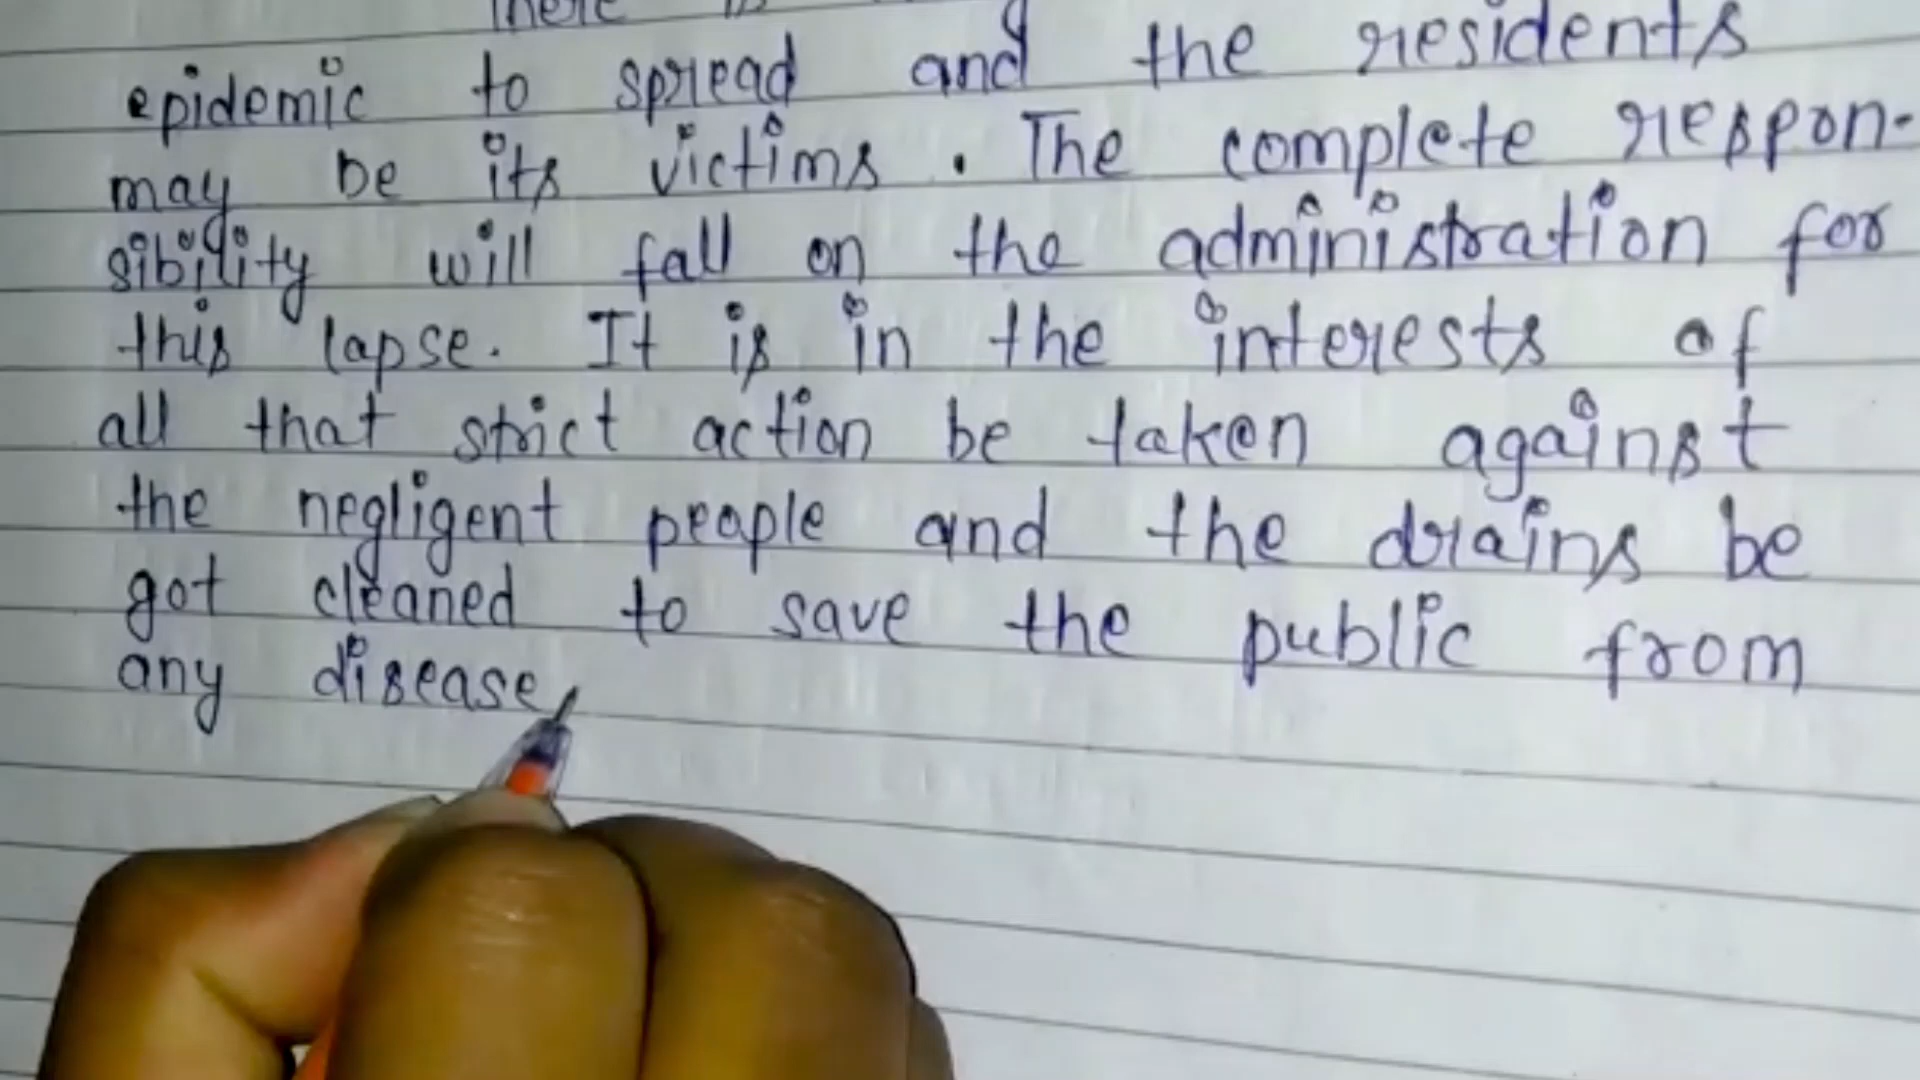 There is
epidemic to spread and the residents
may be its victims. The complete respon-
sibility will fall on the administration for
this lapse. It is in the interests of
all that strict action be taken against
the negligent people and the drains be
got cleaned to save the public from
any disease